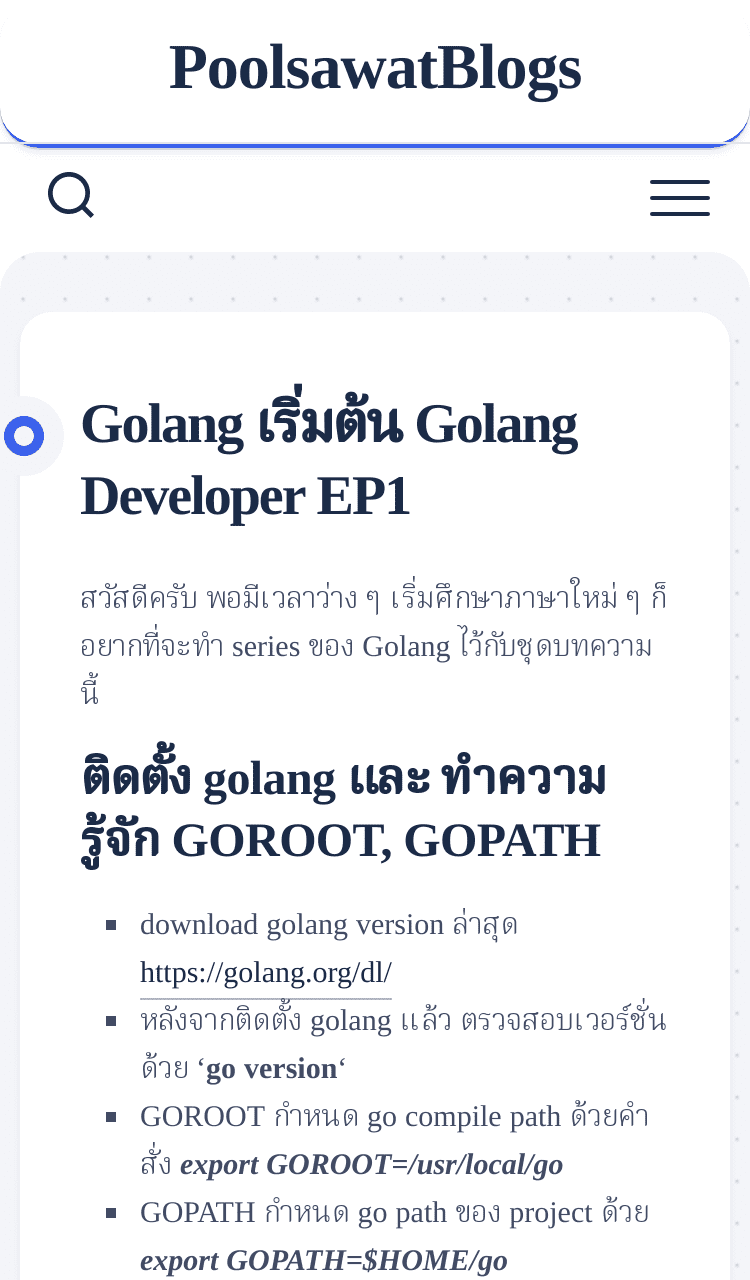 PoolsawatBlogs
Golang เริ่มต้น Golang
Developer EP1
สวัสดีครับ พอมีเวลาว่าง ๆ เริ่มศึกษาภาษาใหม่ ๆ ก็
อยากที่จะทำ series ของ Golang ไว้กับชุดบทความ
นี้
ติดตั้ง golang และ ทำความ
รู้จัก GOROOT, GOPATH
download golang version ล่าสุด
https://golang.org/dl/
หลังจากติดตั้ง golang แล้ว ตรวจสอบเวอร์ชั่น
ด้วย ‘go version‘
GOROOT กำหนด go compile path ด้วยคำ
สั่ง export GOROOT=/usr/local/go
GOPATH กำหนด go path ของ project ด้วย
export GOPATH=$HOME/go